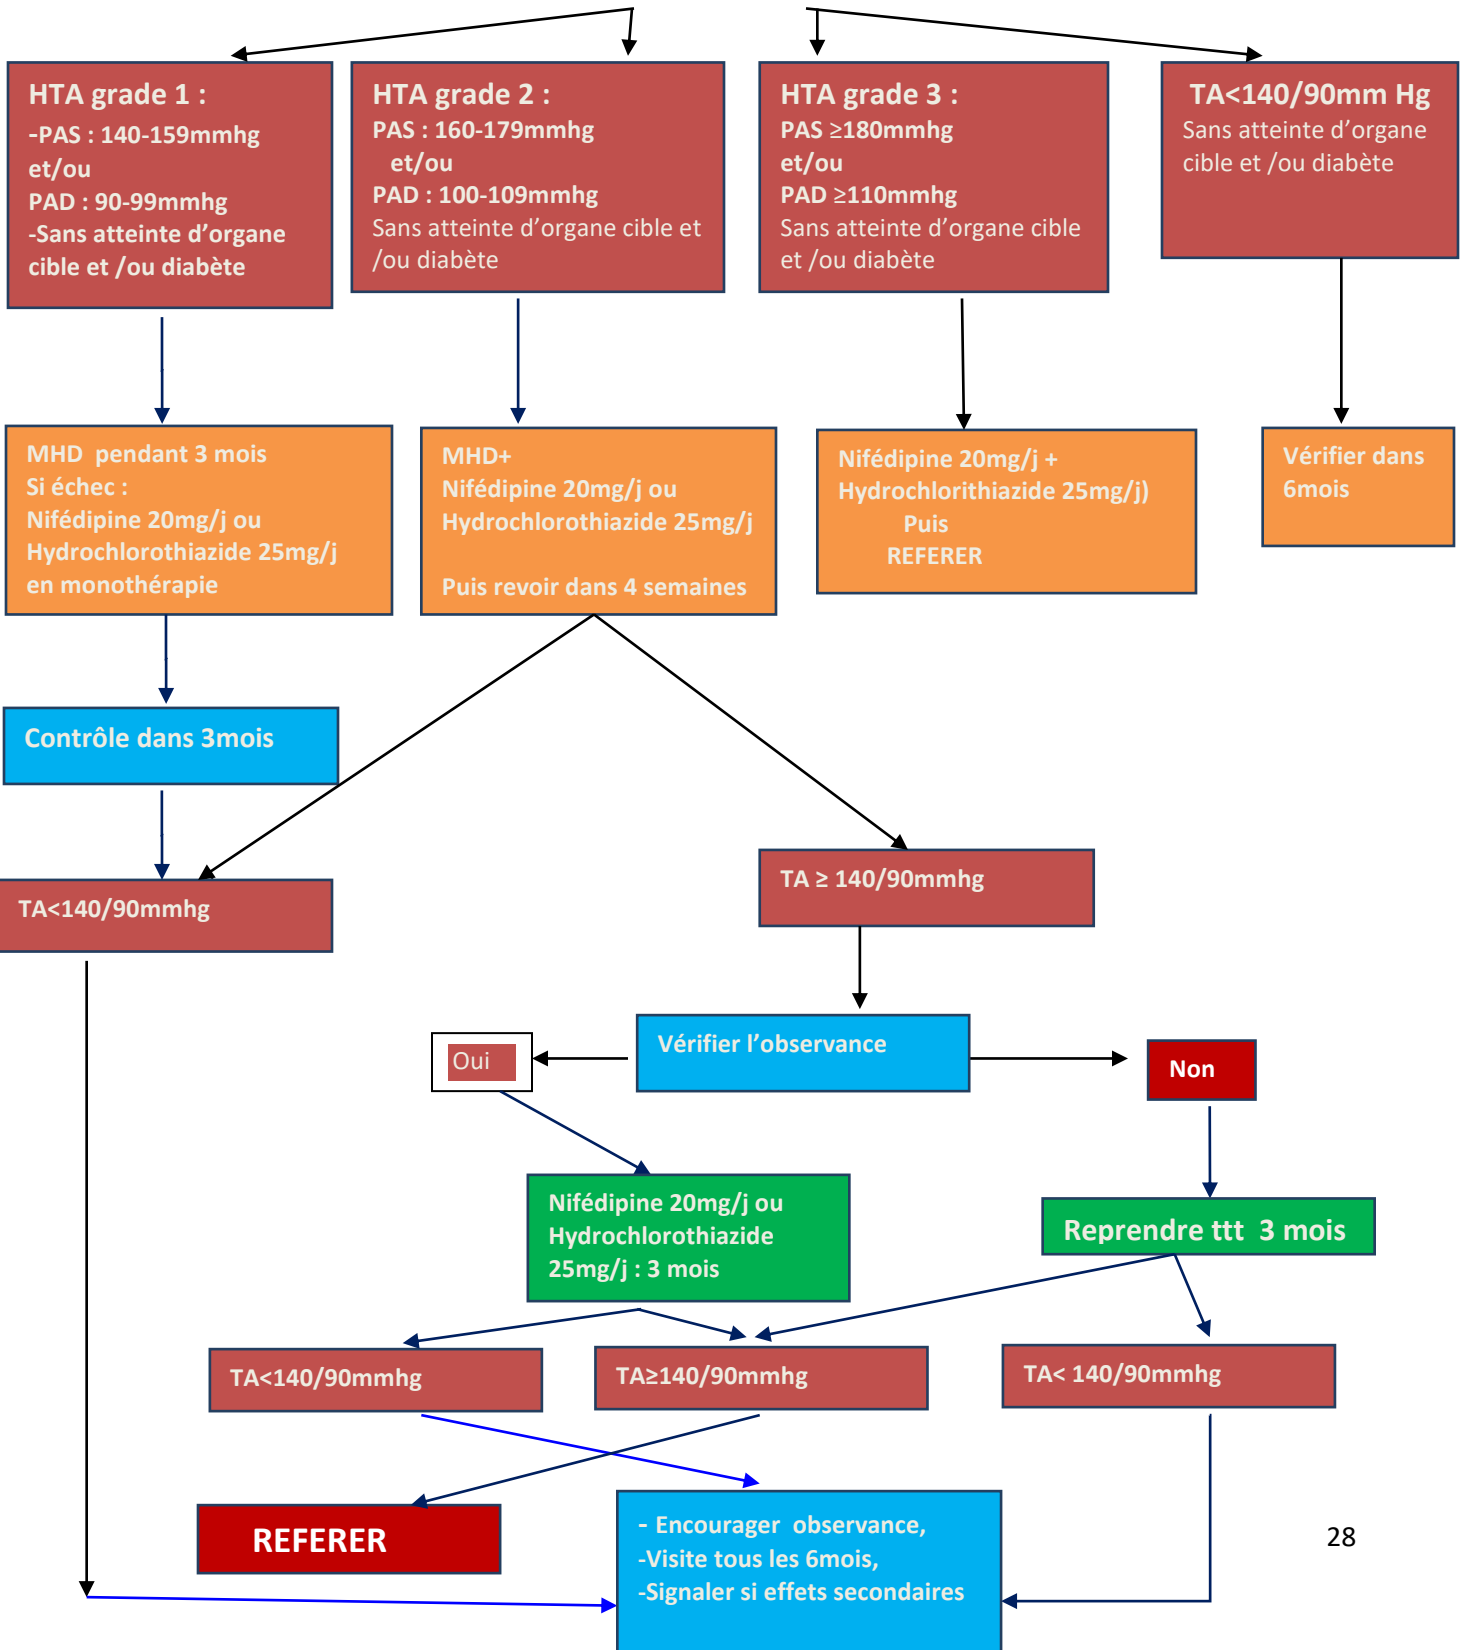 HTA grade 1 :
-PAS : 140-159mmhg
et/ou
PAD : 90-99mmhg
-Sans atteinte d’organe
cible et /ou diabète
HTA grade 2 :
PAS : 160-179mmhg
et/ou
PAD : 100-109mmhg
Sans atteinte d’organe cible et
/ou diabète
HTA grade 3 :
PAS ≥180mmhg
et/ou
PAD ≥110mmhg
Sans atteinte d’organe cible
et /ou diabète
TA<140/90mm Hg
Sans atteinte d’organe
cible et /ou diabète
MHD pendant 3 mois
Si échec :
Nifédipine 20mg/j ou
Hydrochlorothiazide 25mg/j
en monothérapie
MHD+
Nifédipine 20mg/j ou
Hydrochlorothiazide 25mg/j
Puis revoir dans 4 semaines
Nifédipine 20mg/j +
Hydrochlorithiazide 25mg/j)
Puis
REFERER
Vérifier dans
6mois
Contrôle dans 3mois
TA<140/90mmhg
TA ≥ 140/90mmhg
Vérifier l’observance
Oui
Non
Nifédipine 20mg/j ou
Hydrochlorothiazide
25mg/j : 3 mois
Reprendre ttt 3 mois
TA<140/90mmhg
TA≥140/90mmhg
TA< 140/90mmhg
REFERER
- Encourager observance,
-Visite tous les 6mois,
-Signaler si effets secondaires
28